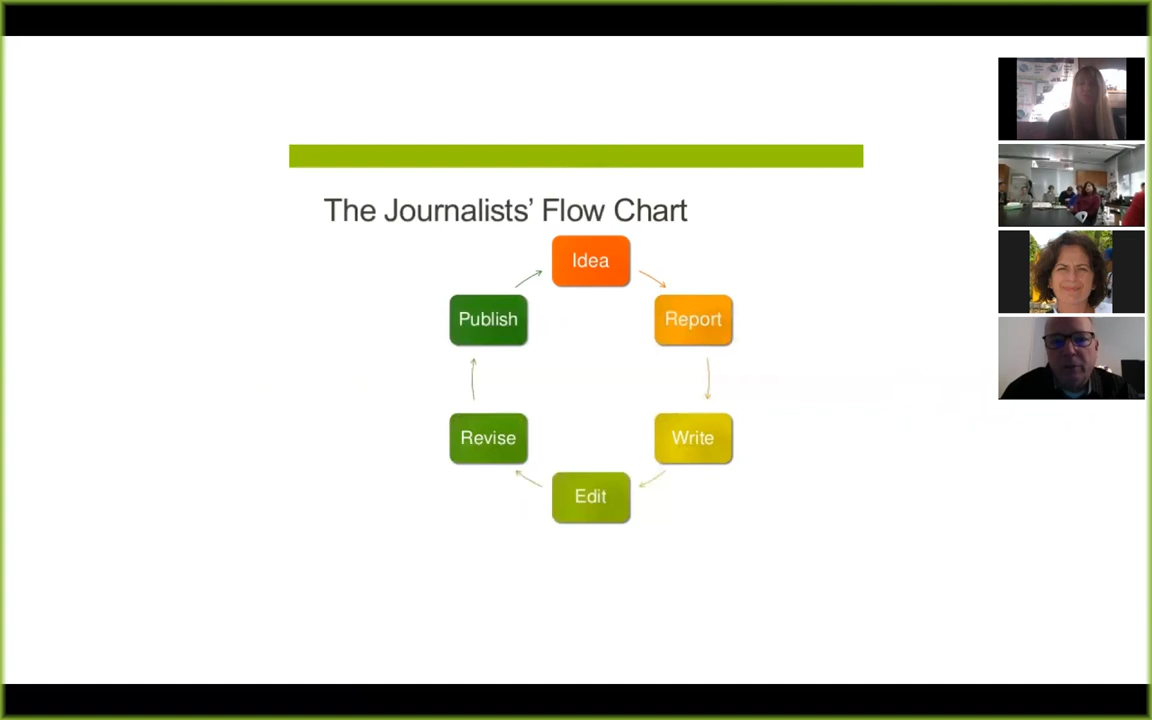 The Journalists’ Flow Chart
Idea
Report
Write
Edit
Revise
Publish